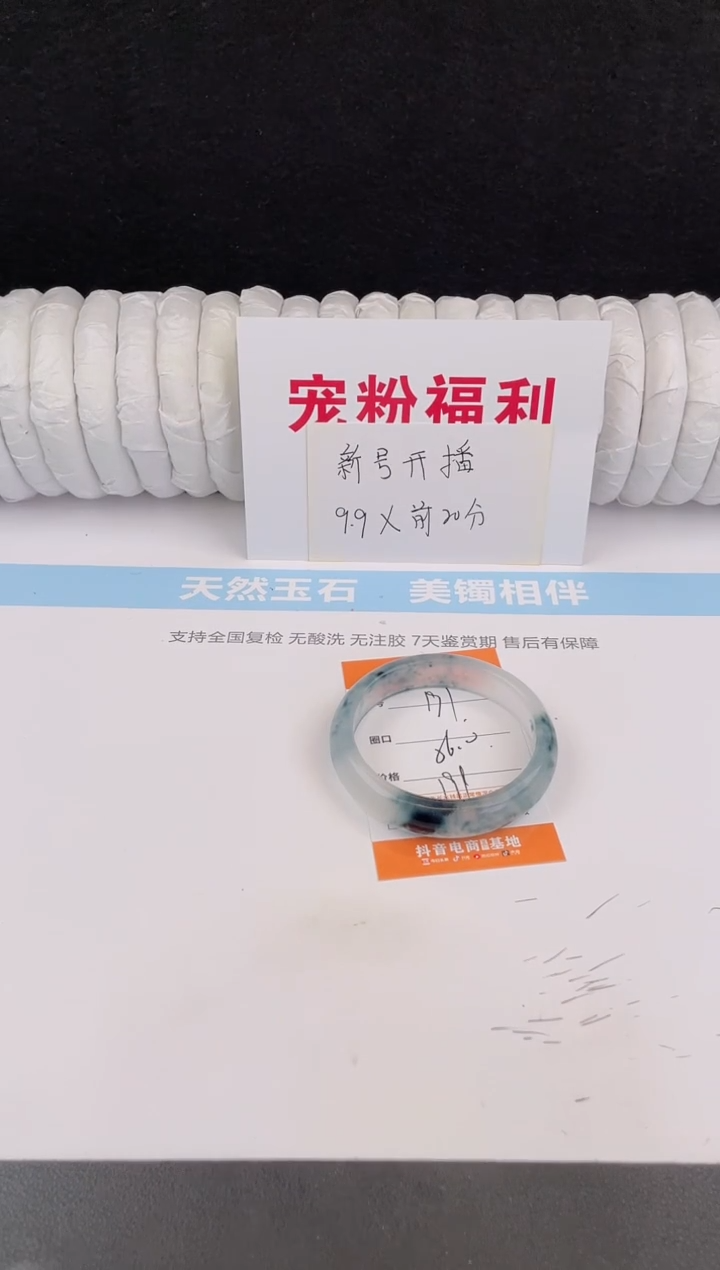 宠粉福利
新号开播
9.9X前20分
天然玉石 美镯相伴
支持全国复检 无酸洗 无注胶 7天鉴赏期 售后有保障
171.
圈口
价格 191
抖音电商 基地